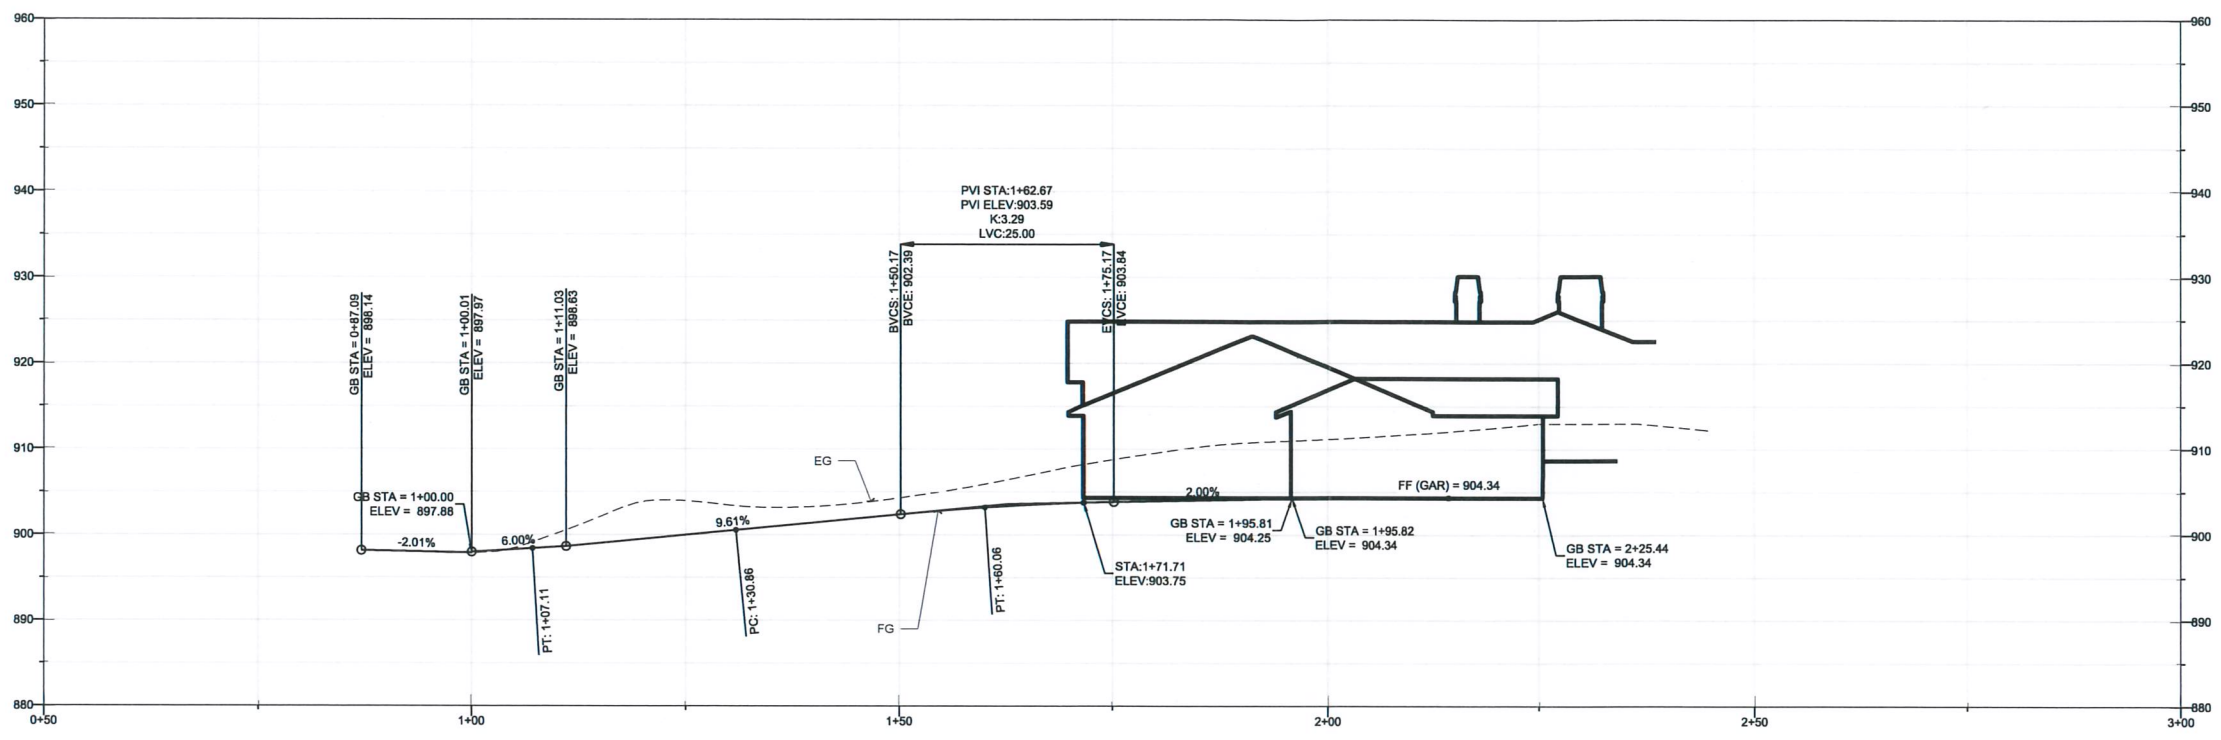 960
950
940
930
920
910
900
890
880
960
950
940
930
920
910
900
890
880
0+50
1+00
1+50
2+00
2+50
3+00
GB STA = 0+87.09
ELEV = 898.14
GB STA = 1+00.01
ELEV = 897.97
GB STA = 1+11.03
ELEV = 898.63
GB STA = 1+00.00
ELEV = 897.88
-2.01%
6.00%
PT: 1+07.11
9.61%
PC: 1+30.86
EG
FG
PVI STA:1+62.67
PVI ELEV:903.59
K:3.29
LVC:25.00
BVCS: 1+50.17
BVCE: 902.39
EVCS: 1+75.17
EVCE: 903.84
PT: 1+60.06
STA:1+71.71
ELEV:903.75
2.00%
GB STA = 1+95.81
ELEV = 904.25
GB STA = 1+95.82
ELEV = 904.34
FF (GAR) = 904.34
GB STA = 2+25.44
ELEV = 904.34